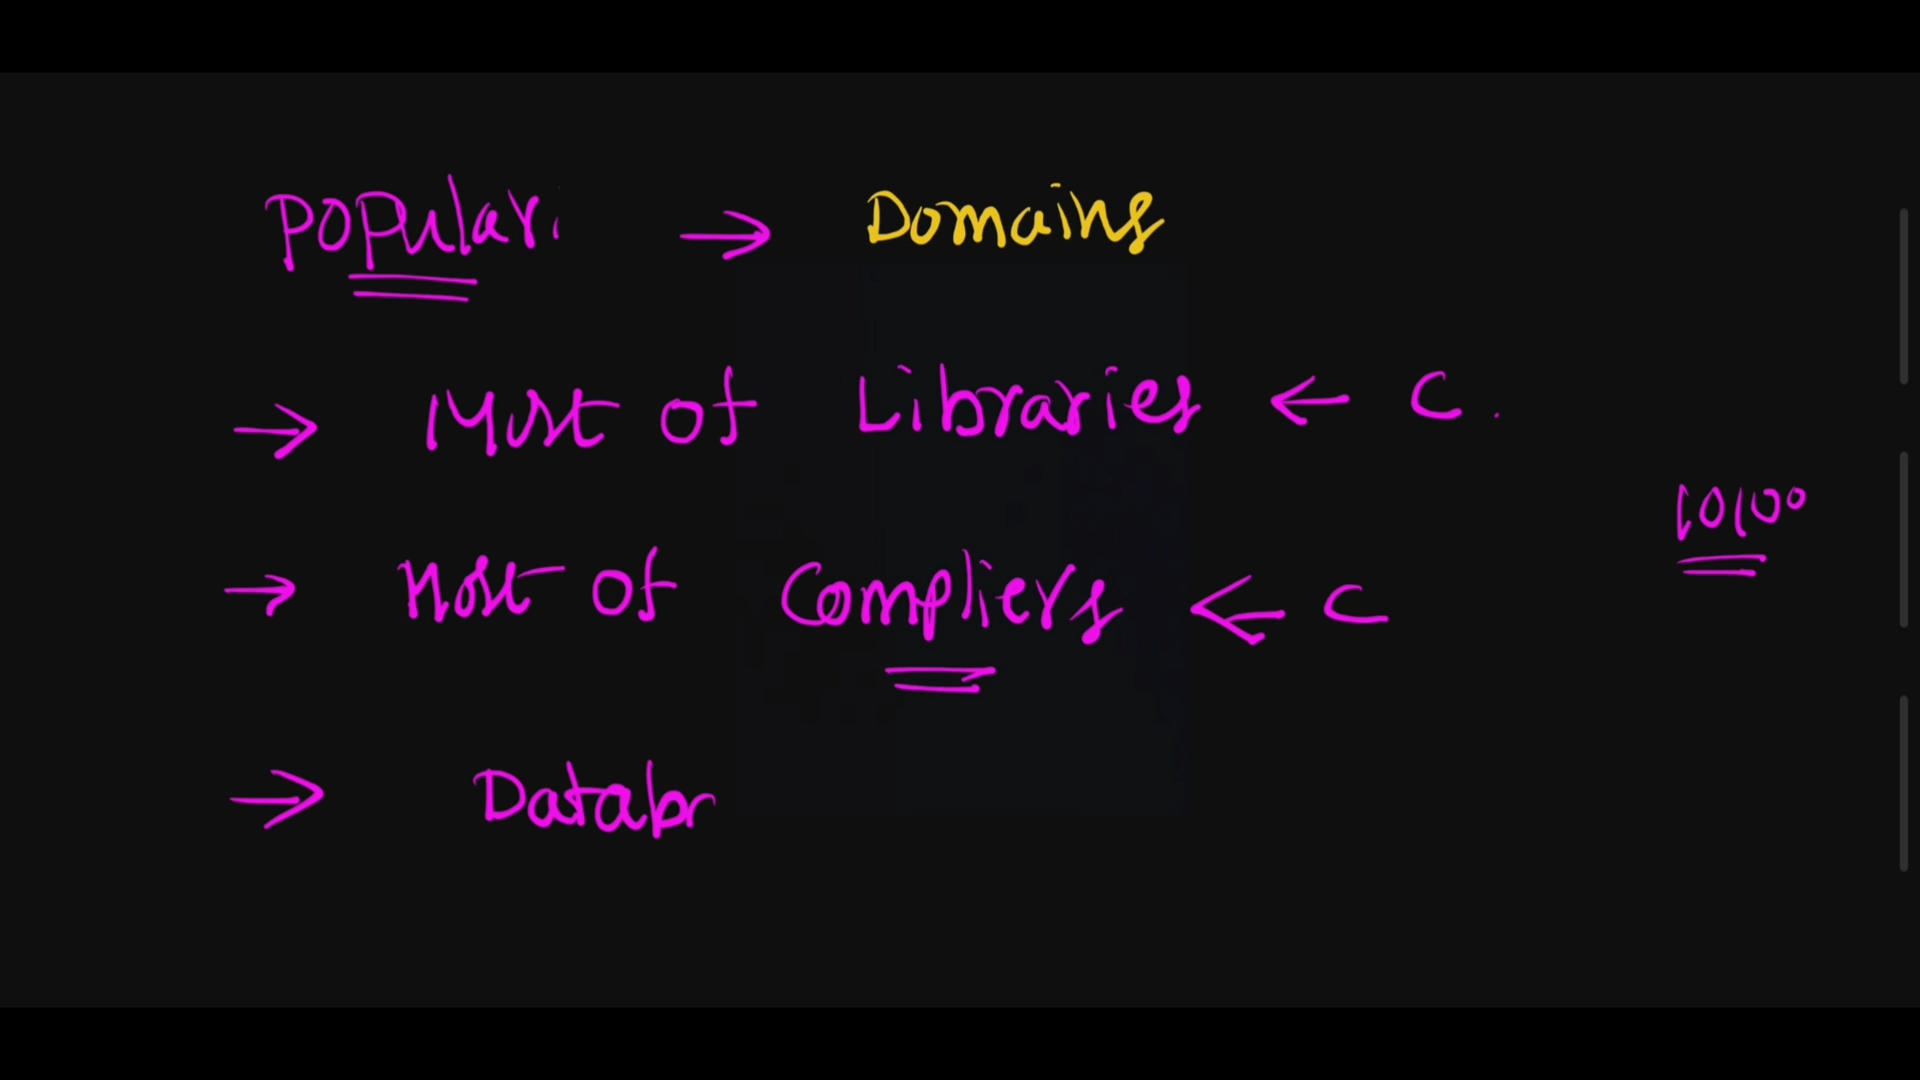 Populari → Domains
→ Most of Libraries ← C.
10100
→ Most of Compliers ← C
→ Databr